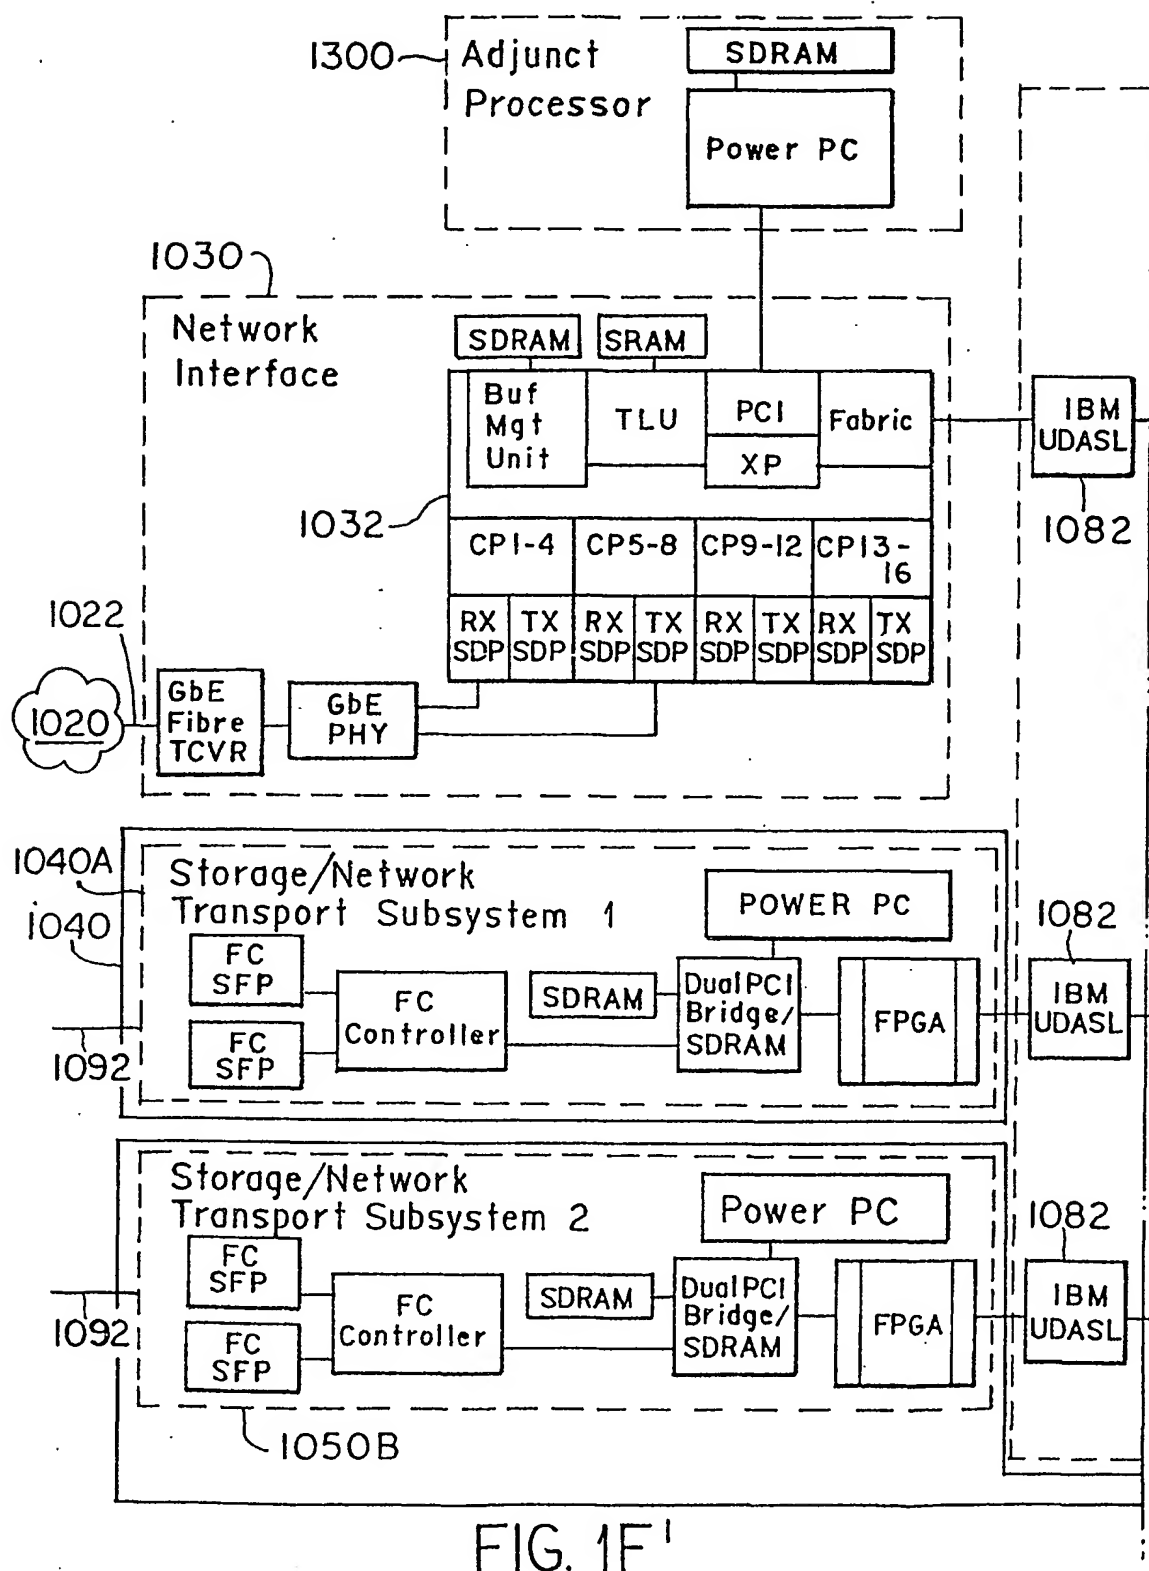 1300
Adjunct
Processor
SDRAM
Power PC
1030
Network
Interface
SDRAM
SRAM
Buf
Mgt
Unit
TLU
PCI
XP
Fabric
IBM
UDASL
1082
1032
CP1-4
CP5-8
CP9-12
CP13-
16
RX
SDP
TX
SDP
RX
SDP
TX
SDP
RX
SDP
TX
SDP
RX
SDP
TX
SDP
1022
1020
GbE
Fibre
TCVR
GbE
PHY
1040A
1040
Storage/Network
Transport Subsystem 1
POWER PC
FC
SFP
FC
SFP
FC
Controller
SDRAM
Dual PCI
Bridge/
SDRAM
FPGA
1082
IBM
UDASL
1092
Storage/Network
Transport Subsystem 2
Power PC
FC
SFP
FC
SFP
FC
Controller
SDRAM
Dual PCI
Bridge/
SDRAM
FPGA
1082
IBM
UDASL
1092
1050B
FIG. 1F'